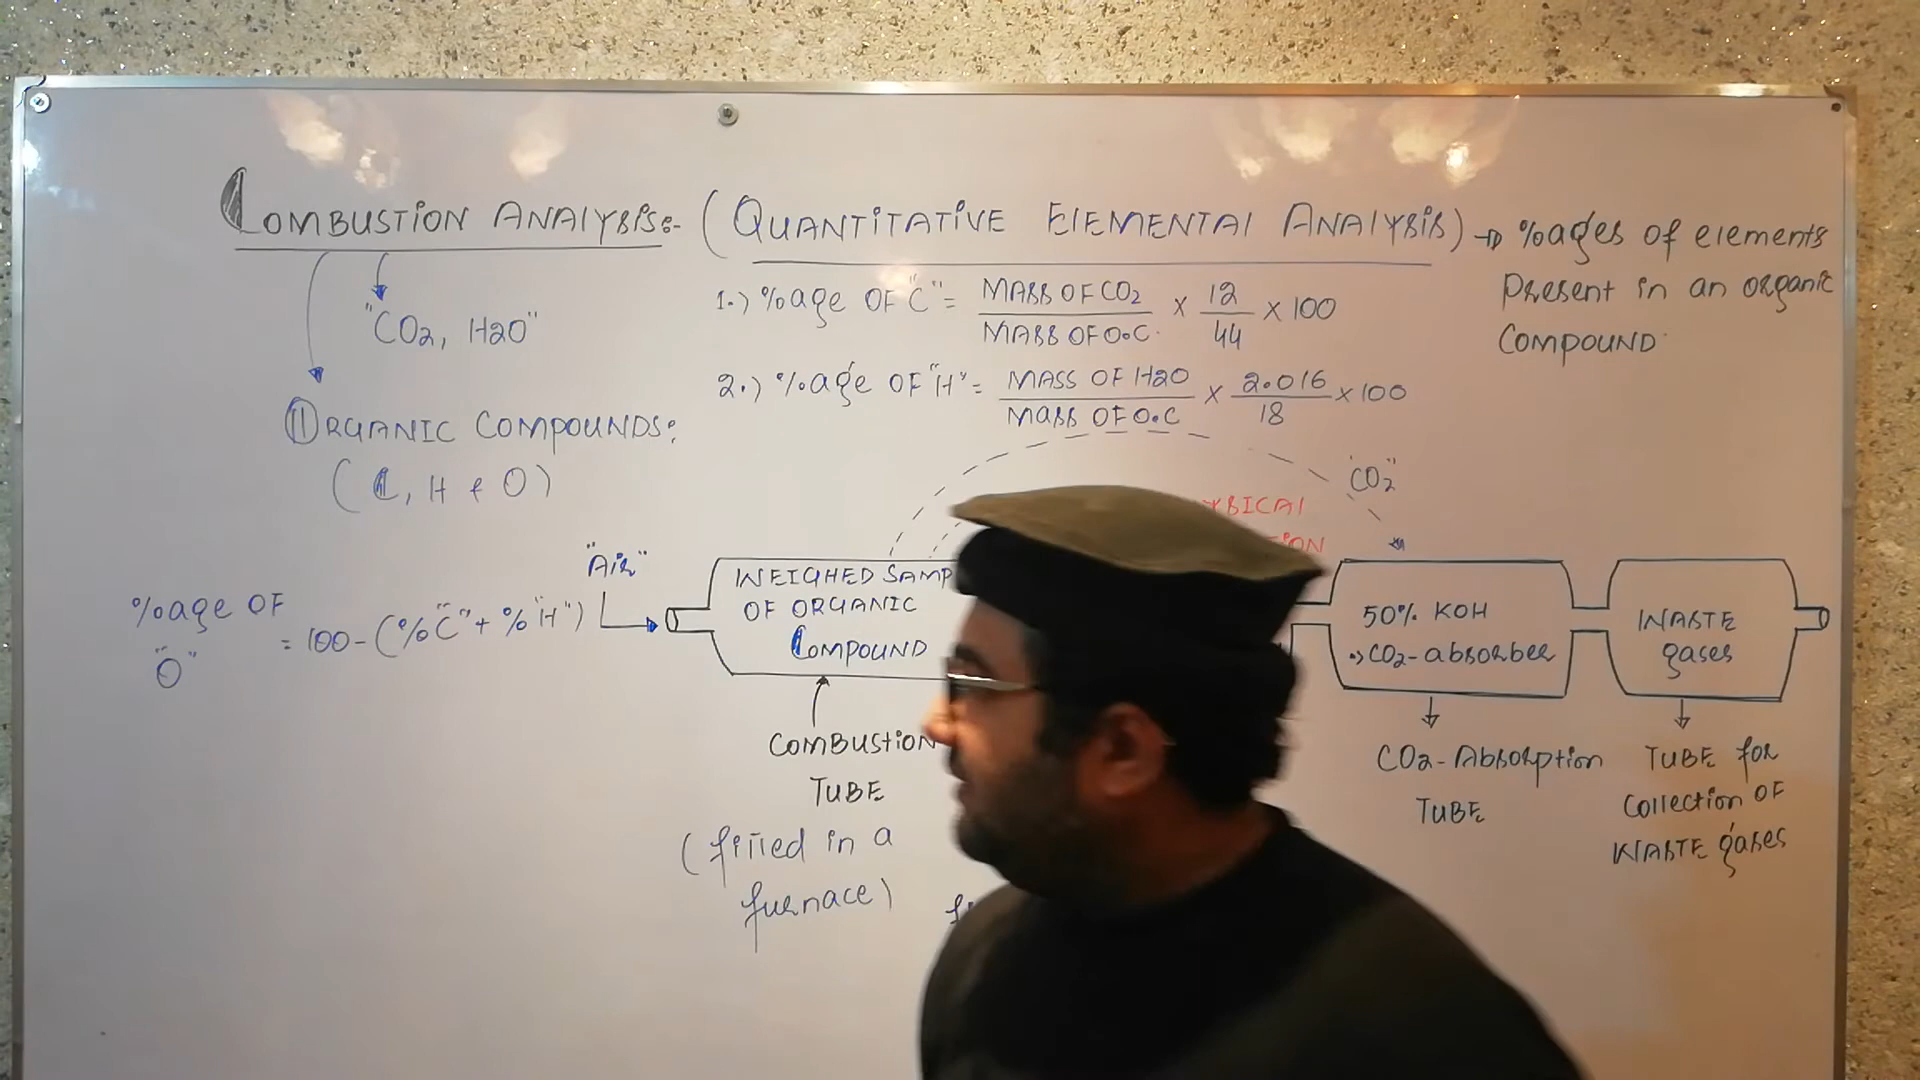 COMBUSTION ANALYSIS:- (QUANTITATIVE ELEMENTAL ANALYSIS) → %ages of elements
Present in an organic
COMPOUND.
"CO2, H2O"
ORGANIC COMPOUNDS:
(C, H & O)
1.) %age OF "C" = MASS OF CO2 / MASS OF O.C. × 12/44 × 100
2.) %age OF "H" = MASS OF H2O / MASS OF O.C × 2.016/18 × 100
"CO2"
"Air"
%age OF "O" = 100 - (%"C" + %"H")
WEIGHED
OF ORGANIC
COMPOUND
50% KOH
CO2-absorber
WASTE
gases
COMBUSTION
TUBE
(fitted in a
furnace)
CO2-Absorption
TUBE
TUBE for
Collection OF
WASTE gases